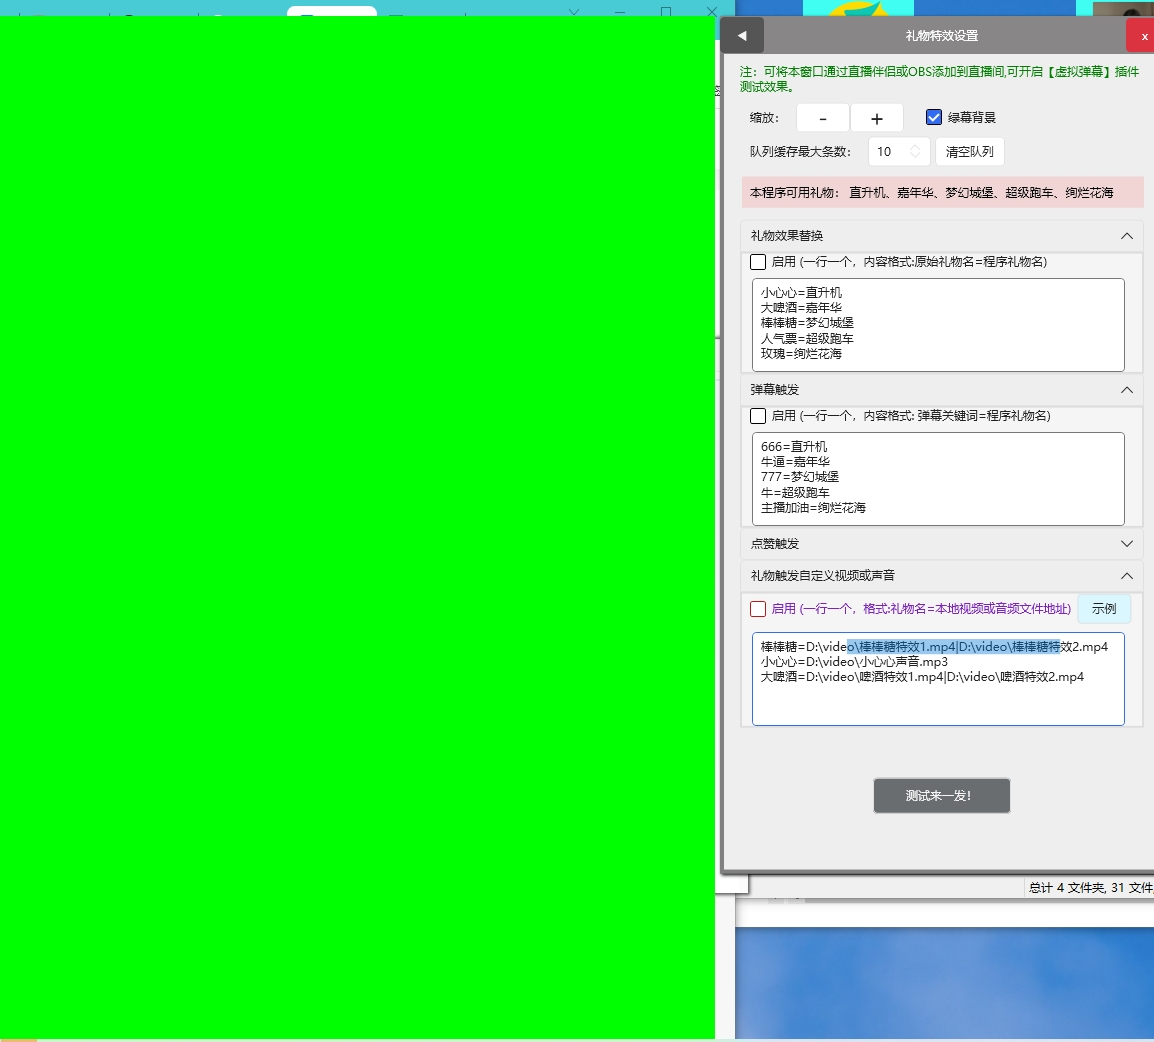 礼物特效设置
x
注：可将本窗口通过直播伴侣或OBS添加到直播间,可开启【虚拟弹幕】插件
测试效果。
缩放：
-
+
绿幕背景
队列缓存最大条数：
10
清空队列
本程序可用礼物： 直升机、嘉年华、梦幻城堡、超级跑车、绚烂花海
礼物效果替换
启用 (一行一个，内容格式:原始礼物名=程序礼物名)
小心心=直升机
大啤酒=嘉年华
棒棒糖=梦幻城堡
人气票=超级跑车
玫瑰=绚烂花海
弹幕触发
启用 (一行一个，内容格式: 弹幕关键词=程序礼物名)
666=直升机
牛逼=嘉年华
777=梦幻城堡
牛=超级跑车
主播加油=绚烂花海
点赞触发
礼物触发自定义视频或声音
启用 (一行一个，格式:礼物名=本地视频或音频文件地址)
示例
棒棒糖=D:\video\棒棒糖特效1.mp4|D:\video\棒棒糖特效2.mp4
小心心=D:\video\小心心声音.mp3
大啤酒=D:\video\啤酒特效1.mp4|D:\video\啤酒特效2.mp4
测试来一发!
总计 4 文件夹, 31 文件